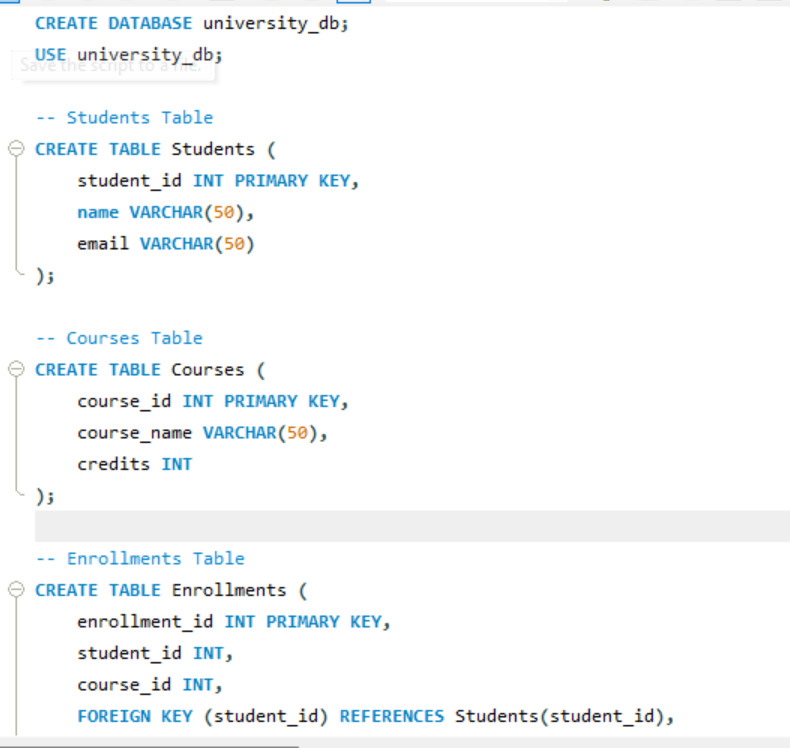 CREATE DATABASE university_db;
USE university_db;
Save the script to a file.
-- Students Table
CREATE TABLE Students (
student_id INT PRIMARY KEY,
name VARCHAR(50),
email VARCHAR(50)
);
-- Courses Table
CREATE TABLE Courses (
course_id INT PRIMARY KEY,
course_name VARCHAR(50),
credits INT
);
-- Enrollments Table
CREATE TABLE Enrollments (
enrollment_id INT PRIMARY KEY,
student_id INT,
course_id INT,
FOREIGN KEY (student_id) REFERENCES Students(student_id),